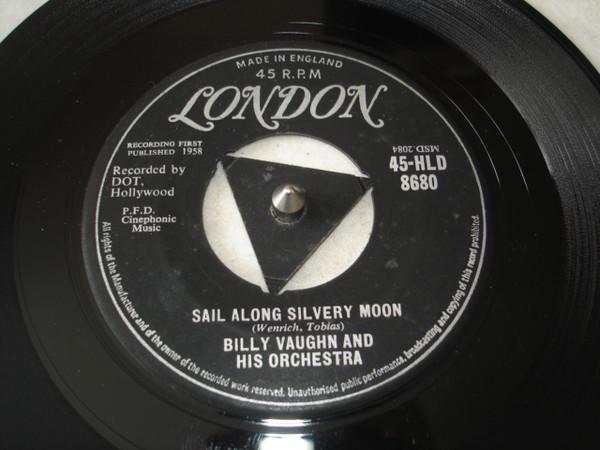 MADE IN ENGLAND
45 R.P.M
LONDON
RECORDING FIRST
PUBLISHED 1958
Recorded by
DOT,
Hollywood
P.F.D.
Cinephonic
Music
MSD.2084
45-HLD
8680
SAIL ALONG SILVERY MOON
(Wenrich, Tobias)
BILLY VAUGHN AND
HIS ORCHESTRA
All rights of the Manufacturer and of the owner of the recorded work reserved. Unauthorised public performance, broadcasting and copying of this record prohibited.